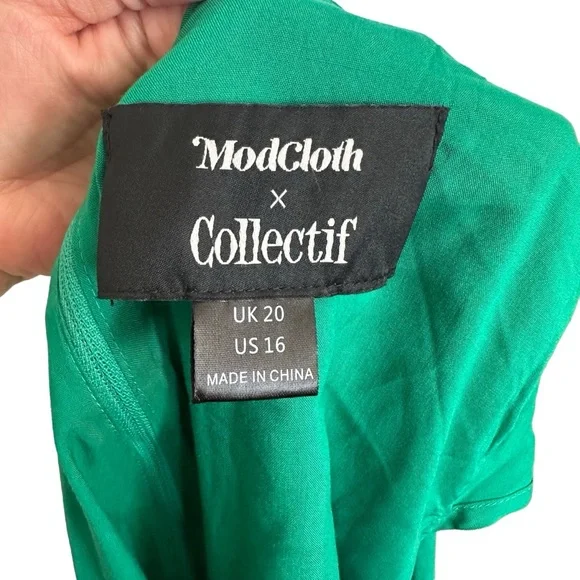 ModCloth
x
Collectif
UK 20
US 16
MADE IN CHINA